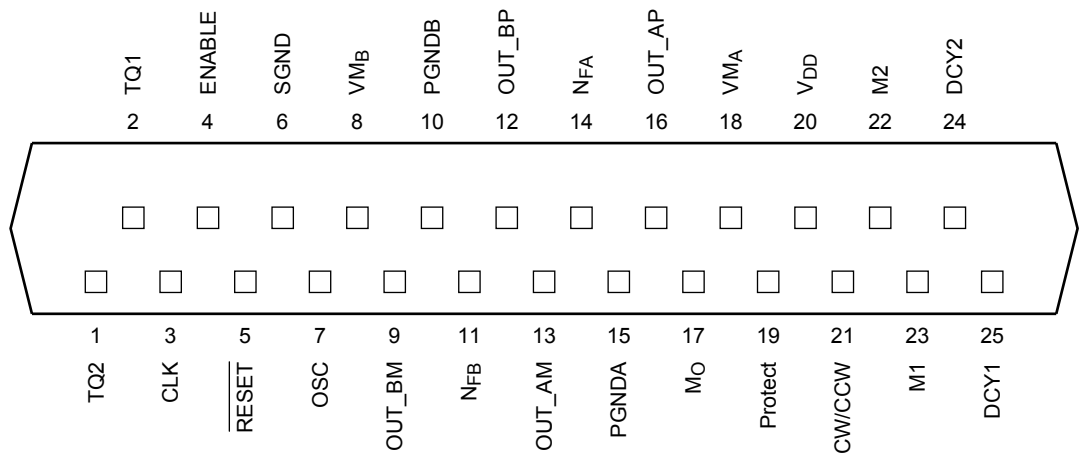 TQ1
ENABLE
SGND
VMB
PGNDB
OUT_BP
NFA
OUT_AP
VMA
VDD
M2
DCY2
2 4 6 8 10 12 14 16 18 20 22 24
1 3 5 7 9 11 13 15 17 19 21 23 25
TQ2
CLK
RESET
OSC
OUT_BM
NFB
OUT_AM
PGNDA
MO
Protect
CW/CCW
M1
DCY1